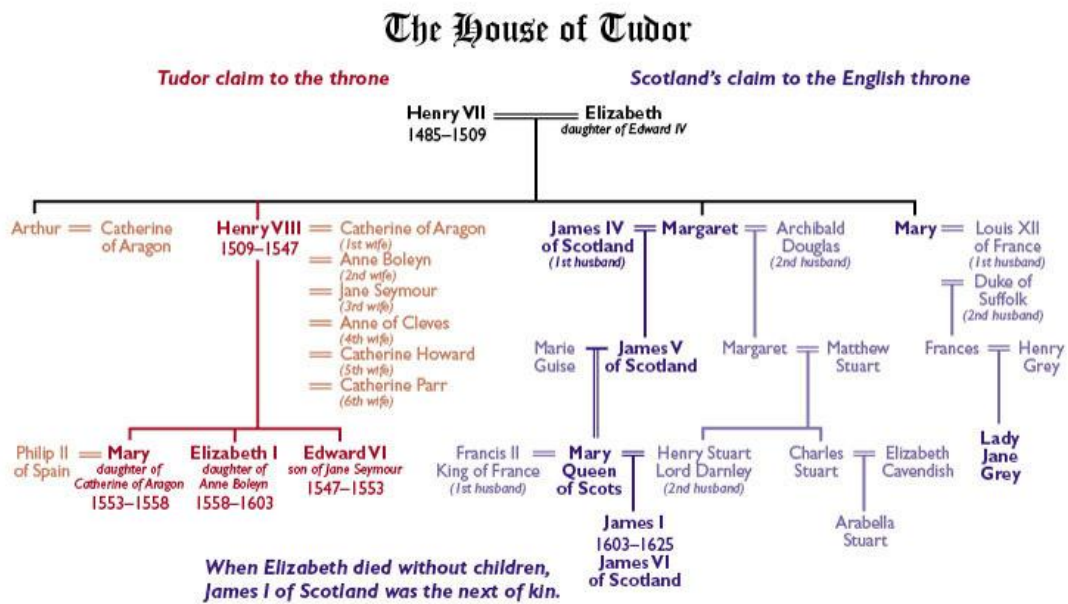 The House of Tudor
Tudor claim to the throne
Scotland's claim to the English throne
Henry VII
1485–1509
Elizabeth
daughter of Edward IV
Arthur
Catherine
of Aragon
Henry VIII
1509–1547
Catherine of Aragon
(1st wife)
Anne Boleyn
(2nd wife)
Jane Seymour
(3rd wife)
Anne of Cleves
(4th wife)
Catherine Howard
(5th wife)
Catherine Parr
(6th wife)
James IV
of Scotland
(1st husband)
Margaret
Archibald
Douglas
(2nd husband)
Mary
Louis XII
of France
(1st husband)
Duke of
Suffolk
(2nd husband)
Marie
Guise
James V
of Scotland
Margaret
Matthew
Stuart
Frances
Henry
Grey
Philip II
of Spain
Mary
daughter of
Catherine of Aragon
1553–1558
Elizabeth I
daughter of
Anne Boleyn
1558–1603
Edward VI
son of Jane Seymour
1547–1553
Francis II
King of France
(1st husband)
Mary
Queen
of Scots
Henry Stuart
Lord Darnley
(2nd husband)
Charles
Stuart
Elizabeth
Cavendish
Lady
Jane
Grey
James I
1603–1625
James VI
of Scotland
Arabella
Stuart
When Elizabeth died without children,
James I of Scotland was the next of kin.